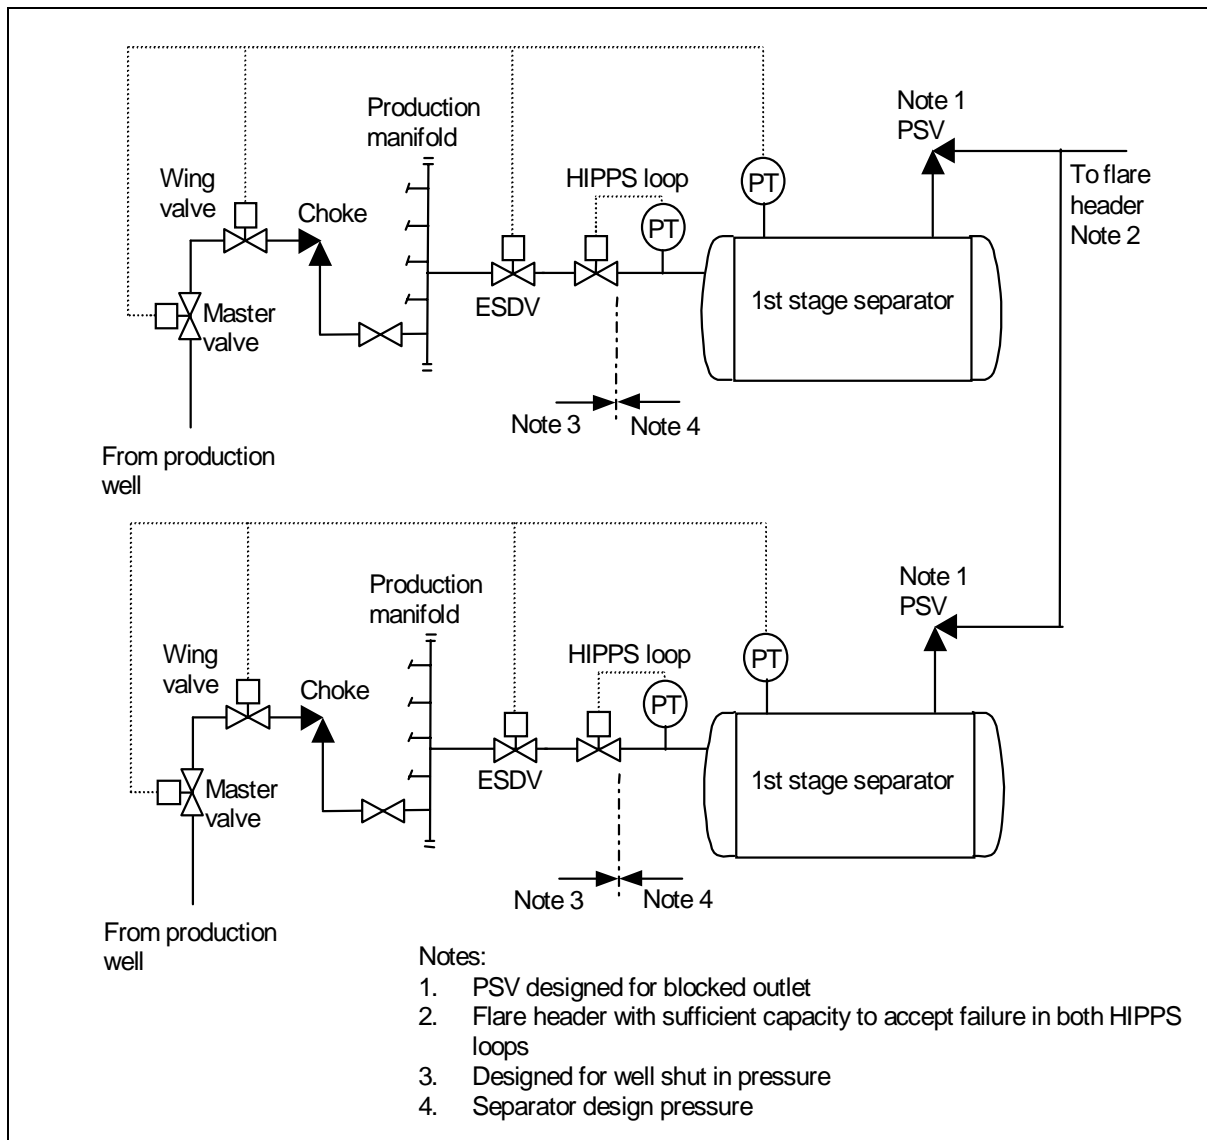 Production
manifold
Note 1
PSV
Wing
valve
Choke
HIPPS loop
PT
PT
To flare
header
Note 2
Master
valve
ESDV
1st stage separator
Note 3
Note 4
From production
well
Production
manifold
Note 1
PSV
Wing
valve
Choke
HIPPS loop
PT
PT
Master
valve
ESDV
1st stage separator
Note 3
Note 4
From production
well
Notes:
1. PSV designed for blocked outlet
2. Flare header with sufficient capacity to accept failure in both HIPPS
loops
3. Designed for well shut in pressure
4. Separator design pressure